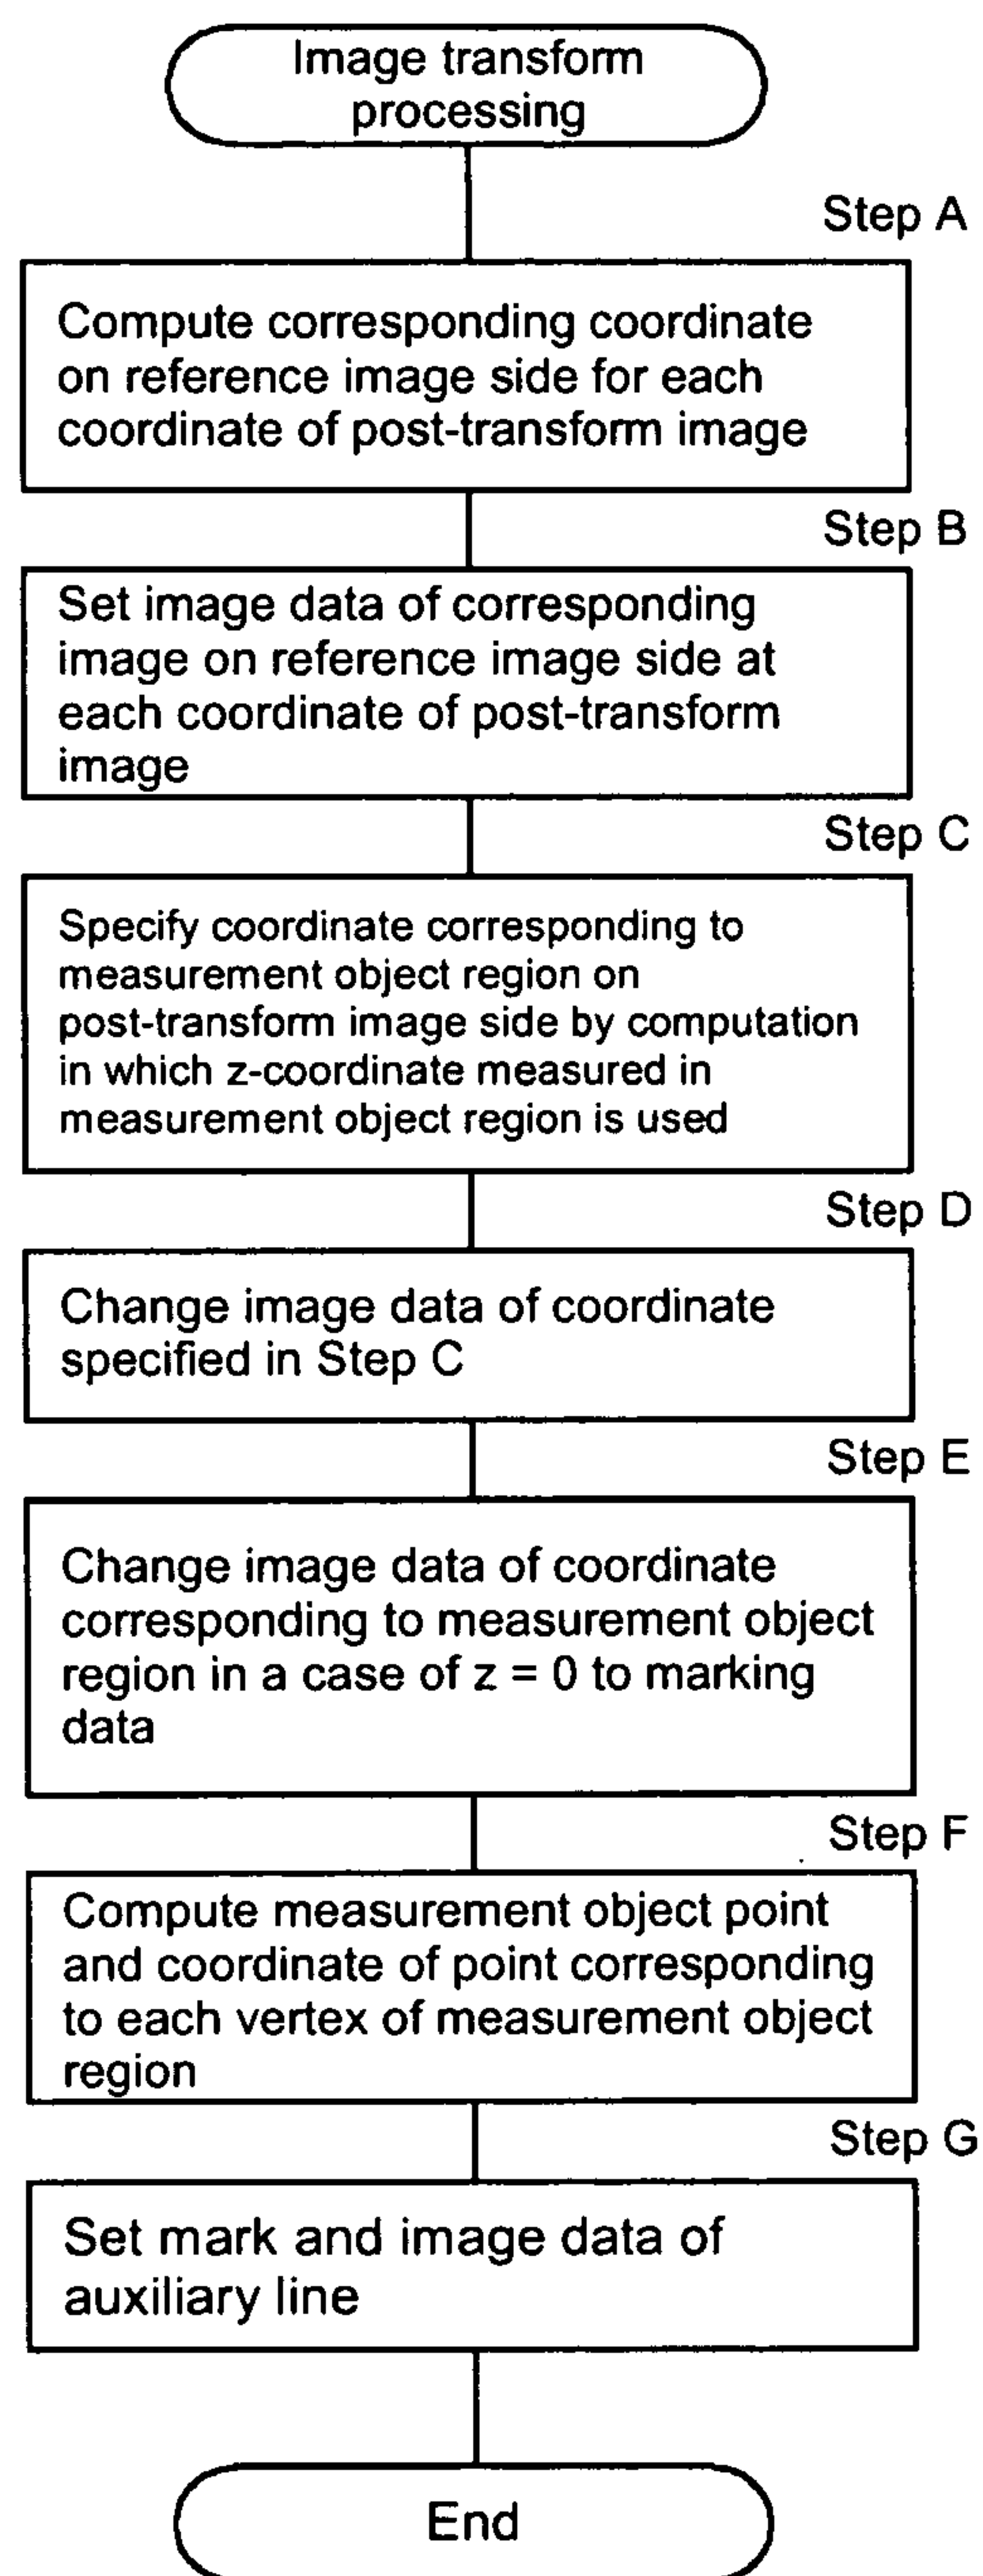 Image transform
processing
Step A
Compute corresponding coordinate
on reference image side for each
coordinate of post-transform image
Step B
Set image data of corresponding
image on reference image side at
each coordinate of post-transform
image
Step C
Specify coordinate corresponding to
measurement object region on
post-transform image side by computation
in which z-coordinate measured in
measurement object region is used
Step D
Change image data of coordinate
specified in Step C
Step E
Change image data of coordinate
corresponding to measurement object
region in a case of z = 0 to marking
data
Step F
Compute measurement object point
and coordinate of point corresponding
to each vertex of measurement object
region
Step G
Set mark and image data of
auxiliary line
End